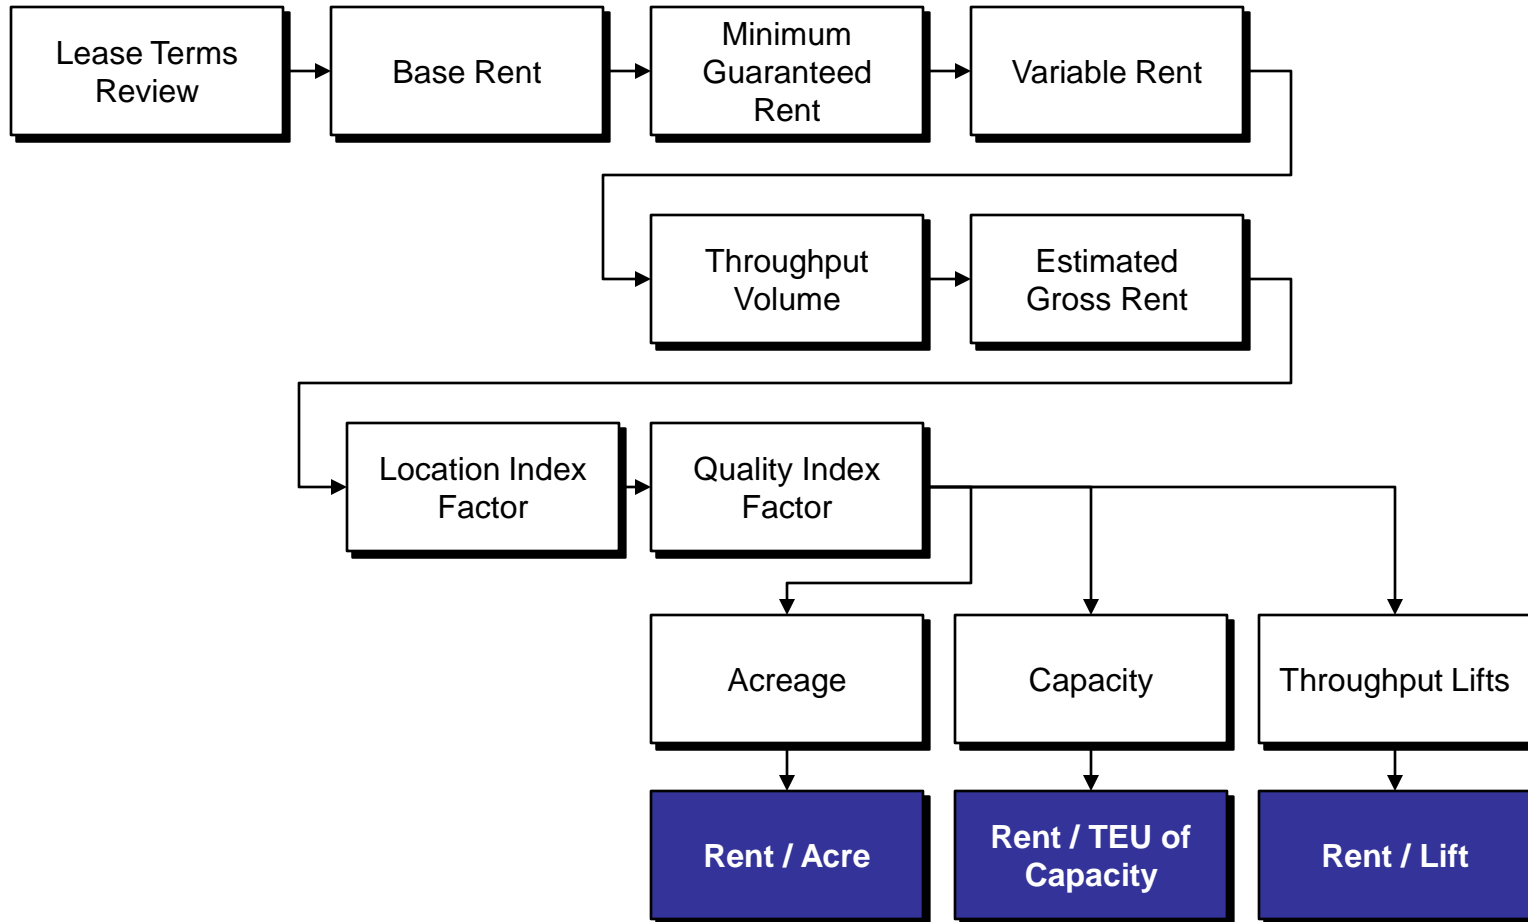 Lease Terms
Review
Base Rent
Minimum
Guaranteed
Rent
Variable Rent
Throughput
Volume
Estimated
Gross Rent
Location Index
Factor
Quality Index
Factor
Acreage
Capacity
Throughput Lifts
Rent / Acre
Rent / TEU of
Capacity
Rent / Lift